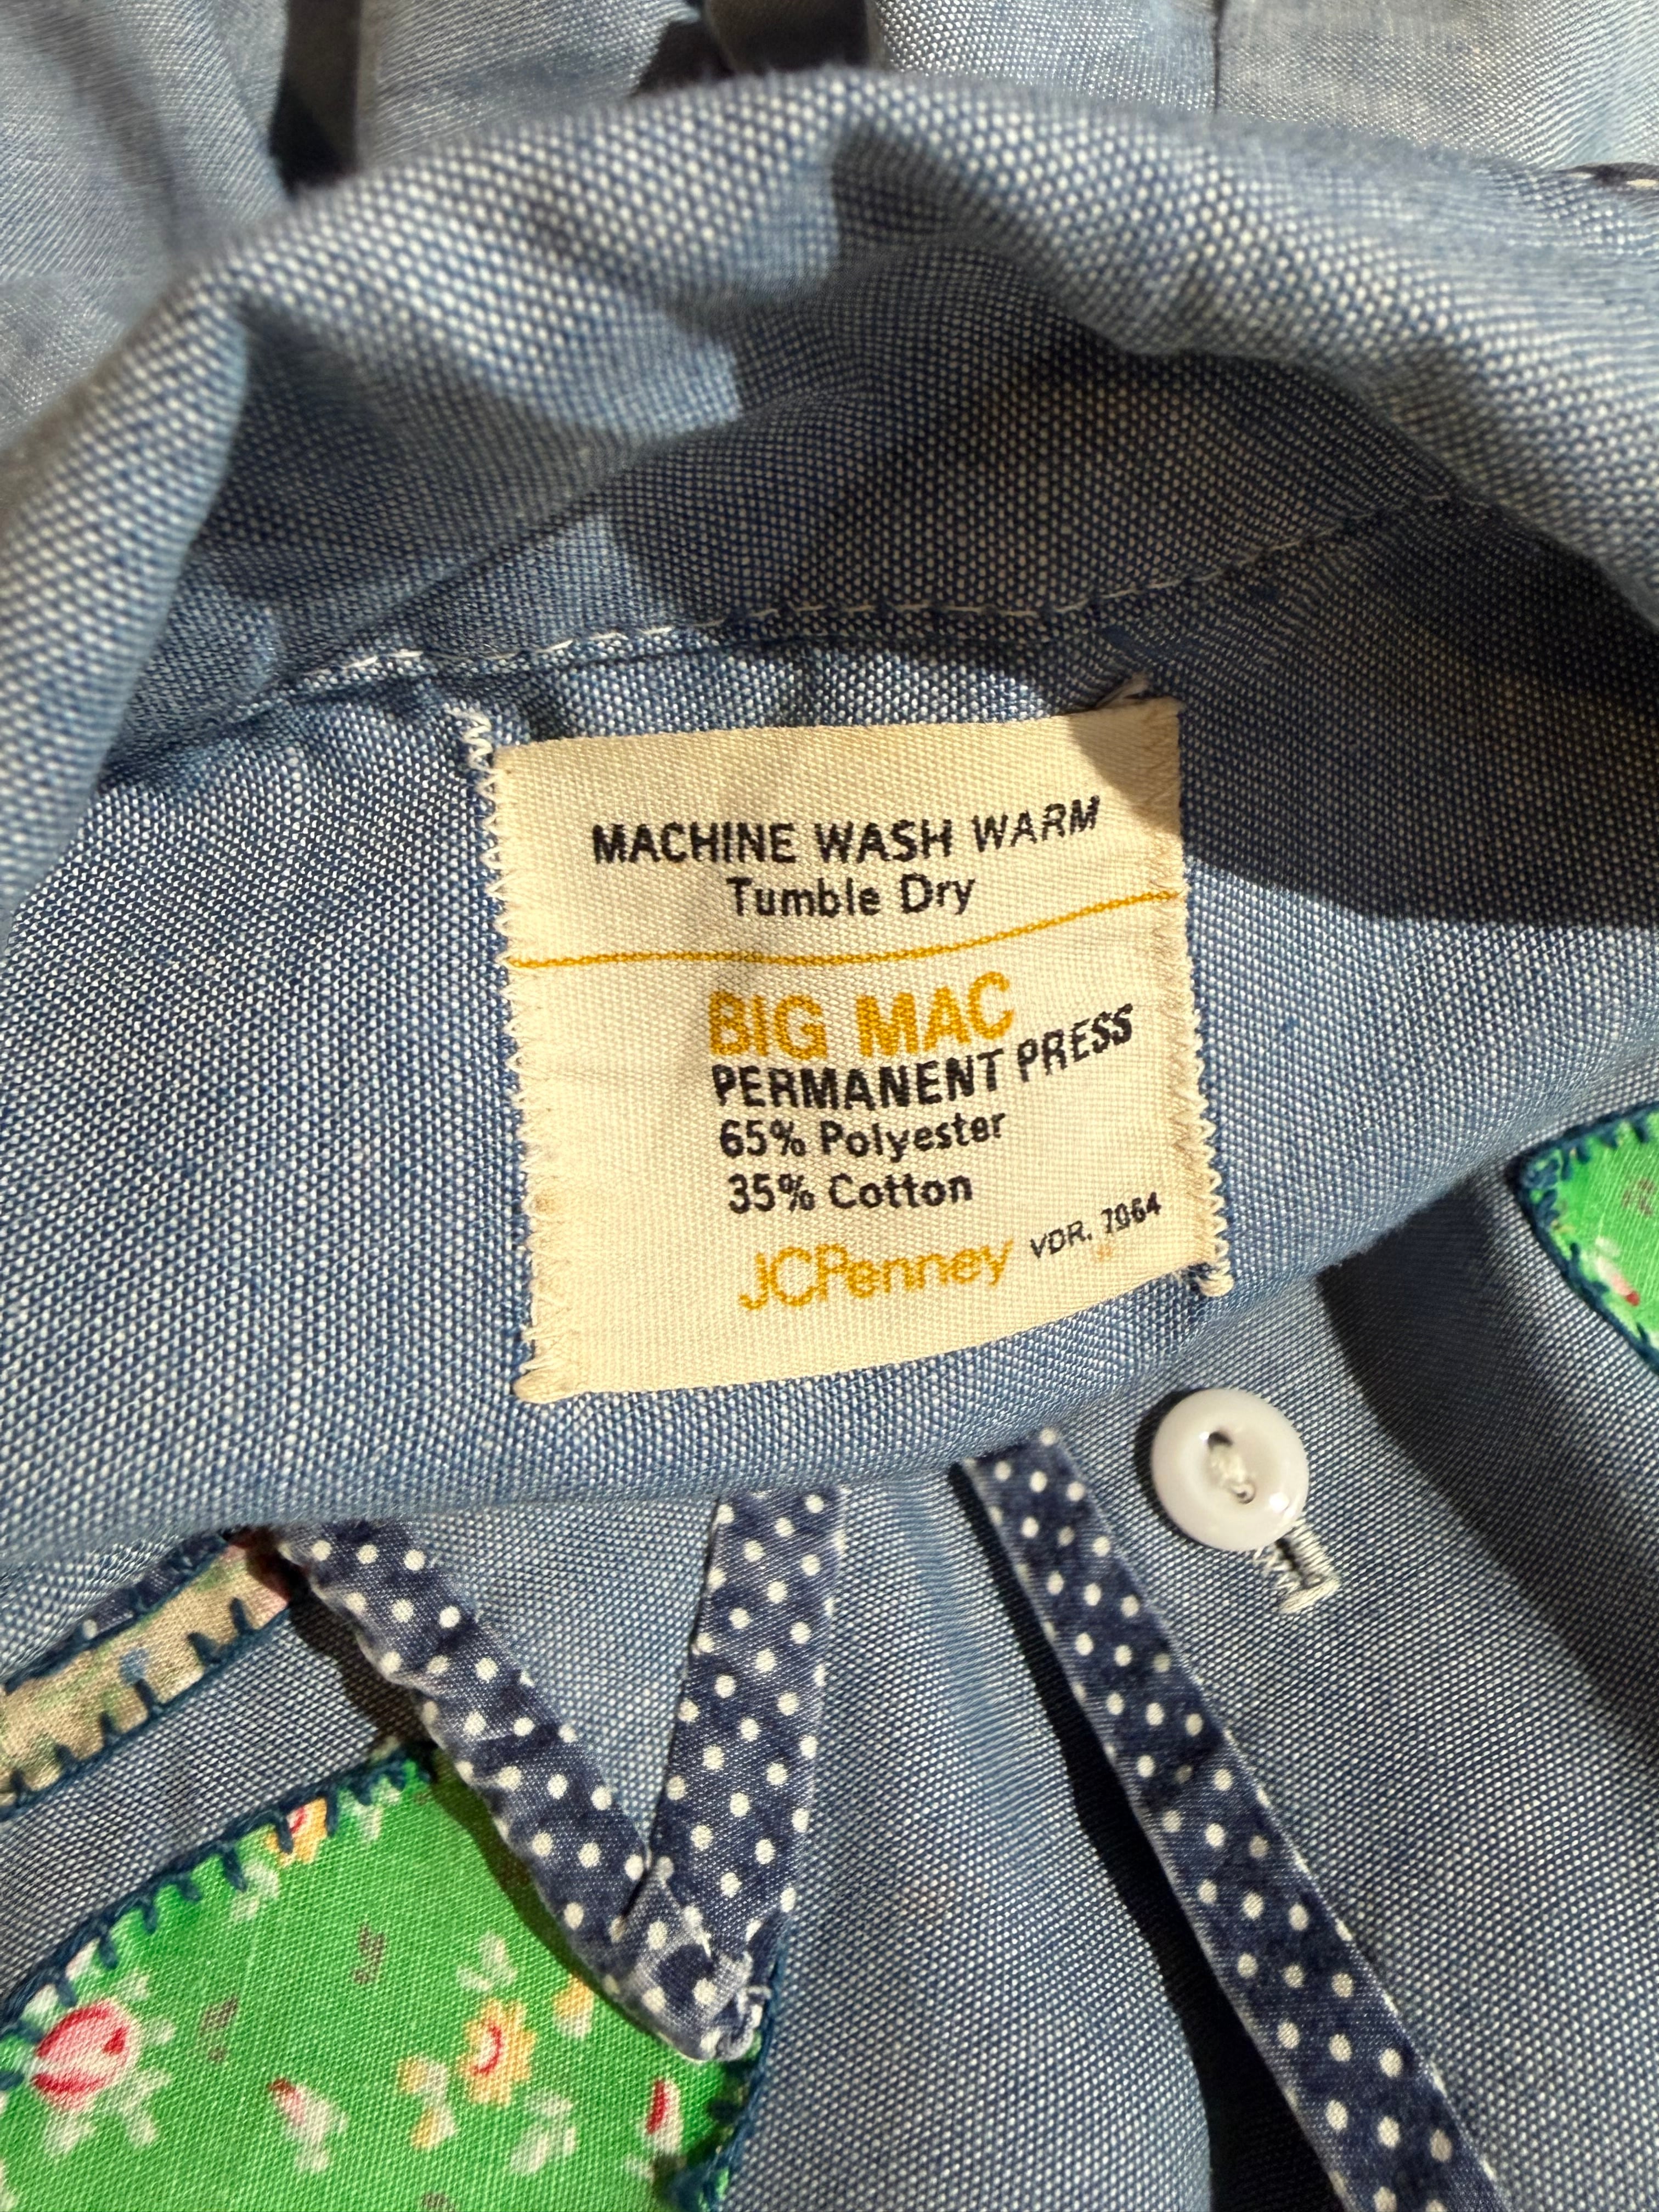 MACHINE WASH WARM
Tumble Dry
BIG MAC
PERMANENT PRESS
65% Polyester
35% Cotton
JCPenney VDR. 7064